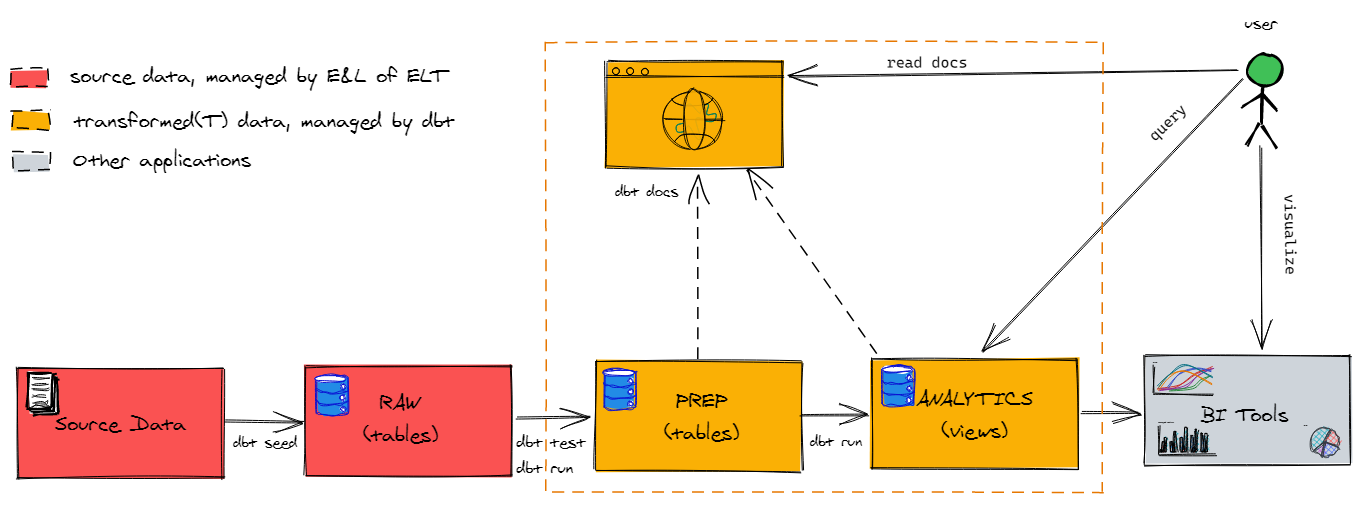 user
source data, managed by E&L of ELT
transformed(T) data, managed by dbt
Other applications
read docs
query
dbt docs
visualize
Source Data
dbt seed
RAW
(tables)
dbt test
dbt run
PREP
(tables)
dbt run
ANALYTICS
(views)
BI Tools